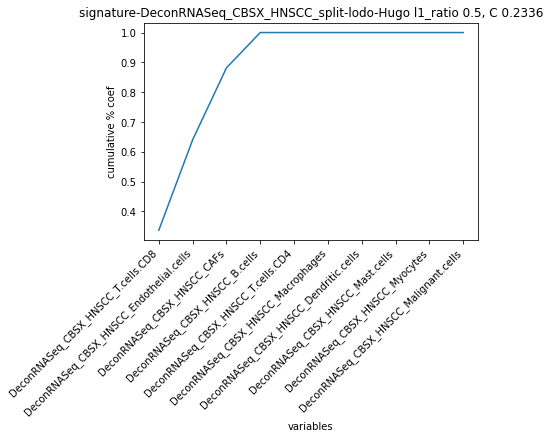 signature-DeconRNASeq_CBSX_HNSCC_split-lodo-Hugo l1_ratio 0.5, C 0.2336
1.0
0.9
0.8
0.7
0.6
0.5
0.4
cumulative % coef
DeconRNASeq_CBSX_HNSCC_T.cells.CD8
DeconRNASeq_CBSX_HNSCC_Endothelial.cells
DeconRNASeq_CBSX_HNSCC_CAFs
DeconRNASeq_CBSX_HNSCC_B.cells
DeconRNASeq_CBSX_HNSCC_T.cells.CD4
DeconRNASeq_CBSX_HNSCC_Macrophages
DeconRNASeq_CBSX_HNSCC_Dendritic.cells
DeconRNASeq_CBSX_HNSCC_Mast.cells
DeconRNASeq_CBSX_HNSCC_Myocytes
DeconRNASeq_CBSX_HNSCC_Malignant.cells
variables